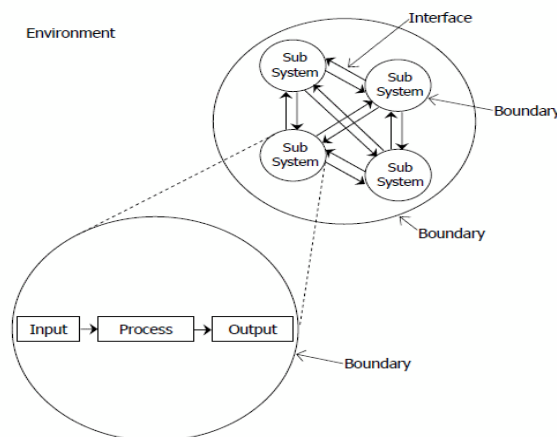 Environment
Interface
Sub
System
Sub
System
Boundary
Sub
System
Sub
System
Boundary
Input
Process
Output
Boundary